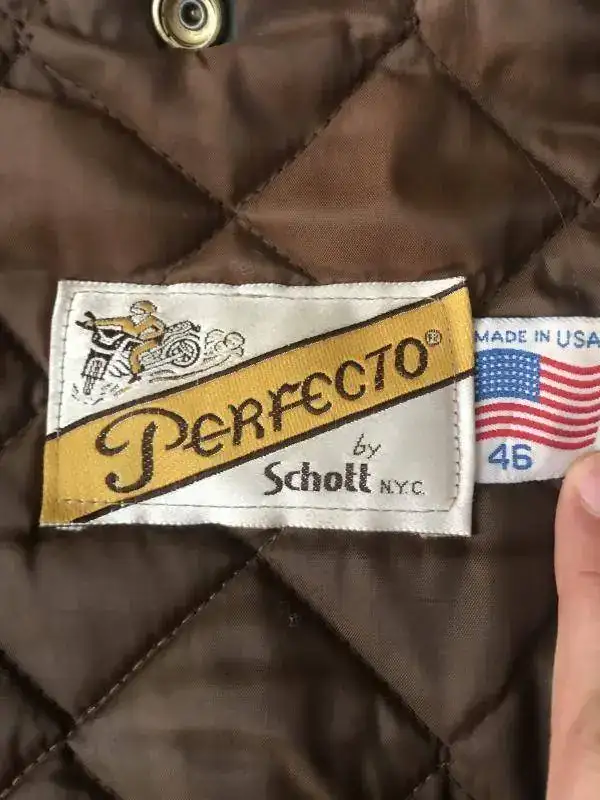 PERFECTO®
by
Schott N.Y.C.
MADE IN USA
46